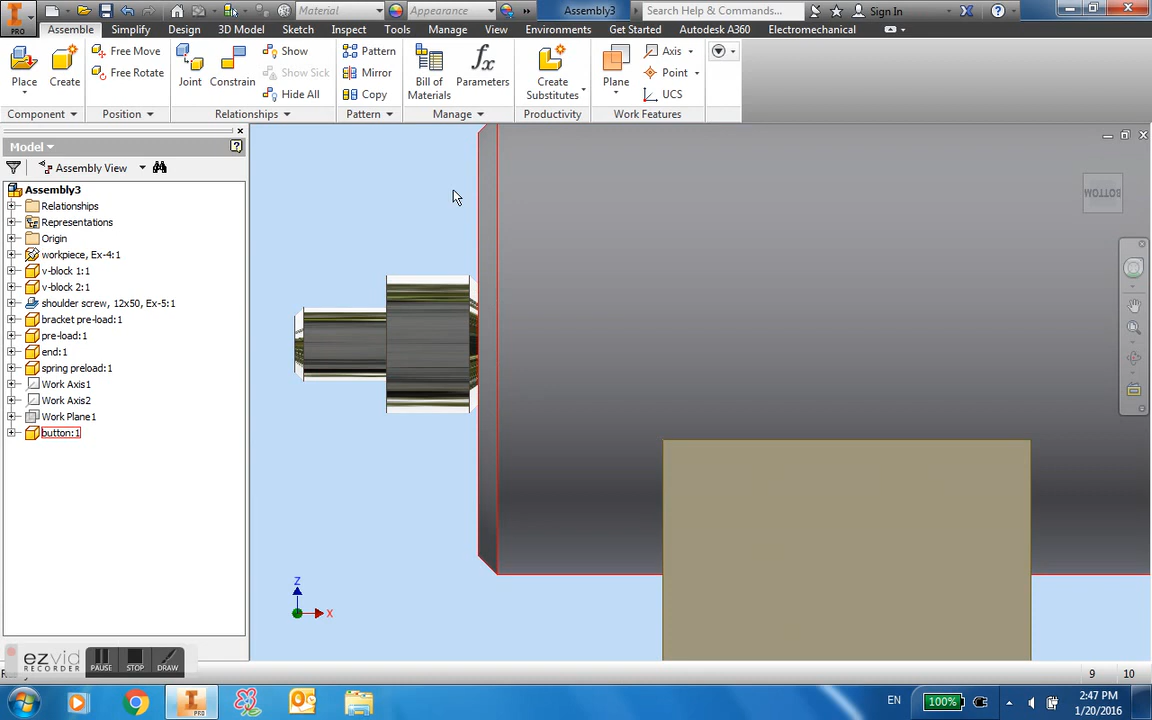 Material
Appearance
Assembly3
Search Help & Commands...
Sign In
PRO
Assemble
Simplify
Design
3D Model
Sketch
Inspect
Tools
Manage
View
Environments
Get Started
Autodesk A360
Electromechanical
Place
Create
Free Move
Free Rotate
Joint
Constrain
Show
Show Sick
Hide All
Pattern
Mirror
Copy
Bill of
Materials
fx
Parameters
Create
Substitutes
Plane
Axis
Point
UCS
Component
Position
Relationships
Pattern
Manage
Productivity
Work Features
Model
Assembly View
Assembly3
Relationships
Representations
Origin
workpiece, Ex-4:1
v-block 1:1
v-block 2:1
shoulder screw, 12x50, Ex-5:1
bracket pre-load:1
pre-load:1
end:1
spring preload:1
Work Axis1
Work Axis2
Work Plane1
button:1
BOTTOM
Z
X
ezvid
RECORDER
PAUSE
STOP
DRAW
9
10
PRO
EN
100%
2:47 PM
1/20/2016